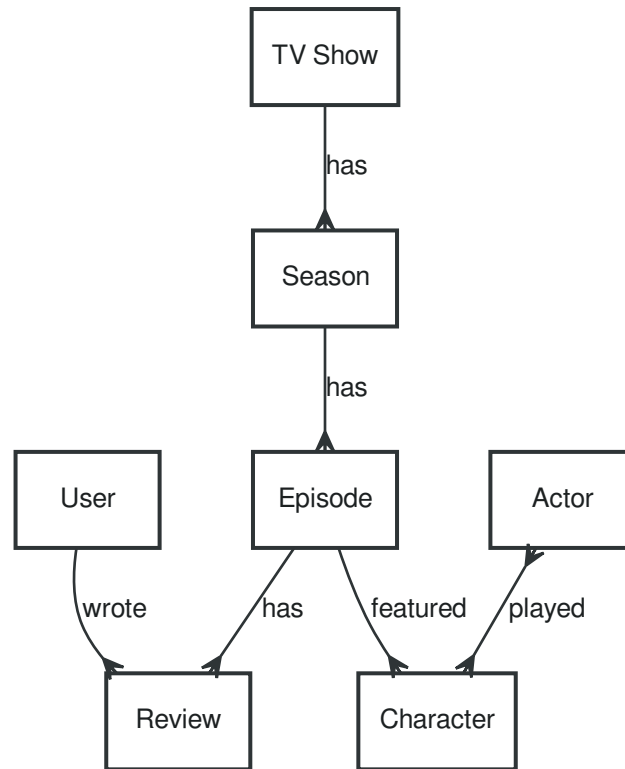 TV Show
has
Season
has
User
Episode
Actor
wrote
has
featured
played
Review
Character